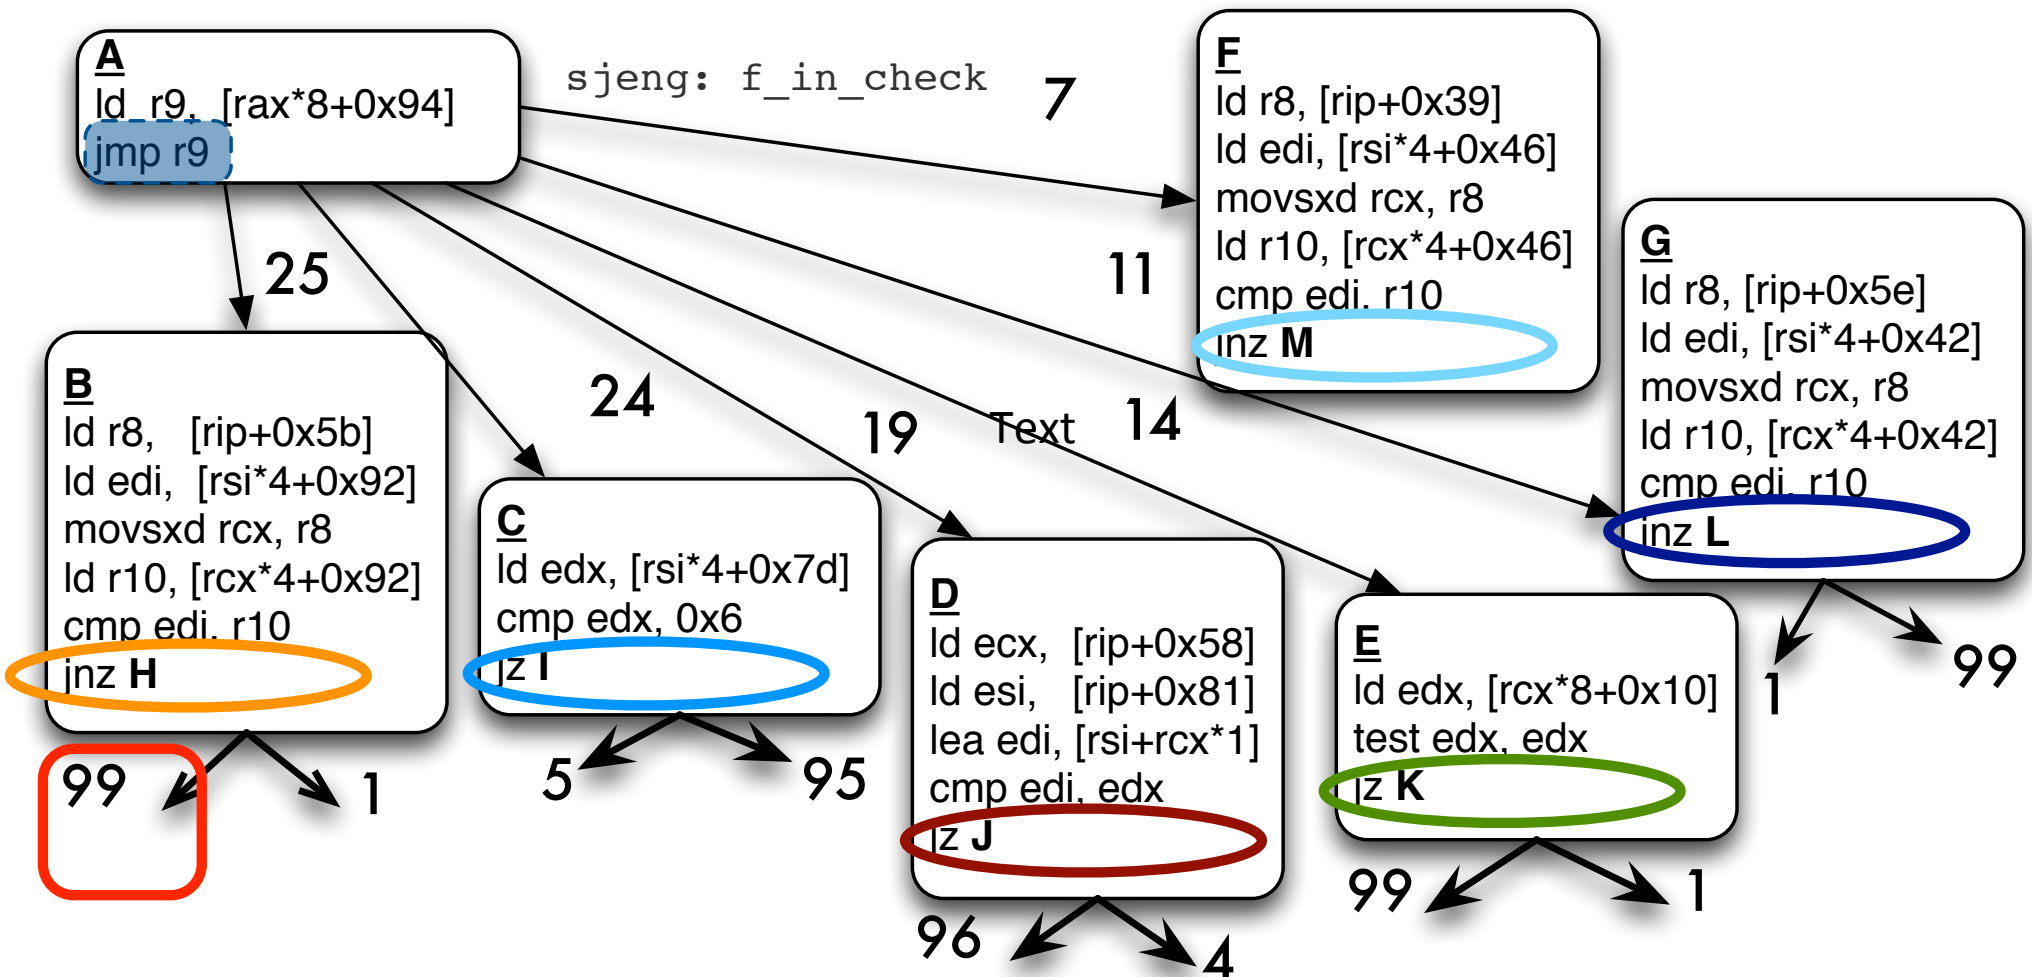 A
ld r9, [rax*8+0x94]
jmp r9
sjeng: f_in_check
7
F
ld r8, [rip+0x39]
ld edi, [rsi*4+0x46]
movsxd rcx, r8
ld r10, [rcx*4+0x46]
cmp edi, r10
jnz M
11
G
ld r8, [rip+0x5e]
ld edi, [rsi*4+0x42]
movsxd rcx, r8
ld r10, [rcx*4+0x42]
cmp edi, r10
jnz L
1
99
25
24
19
Text
14
B
ld r8, [rip+0x5b]
ld edi, [rsi*4+0x92]
movsxd rcx, r8
ld r10, [rcx*4+0x92]
cmp edi, r10
jnz H
99
1
C
ld edx, [rsi*4+0x7d]
cmp edx, 0x6
jz I
5
95
D
ld ecx, [rip+0x58]
ld esi, [rip+0x81]
lea edi, [rsi+rcx*1]
cmp edi, edx
jz J
96
4
E
ld edx, [rcx*8+0x10]
test edx, edx
jz K
99
1